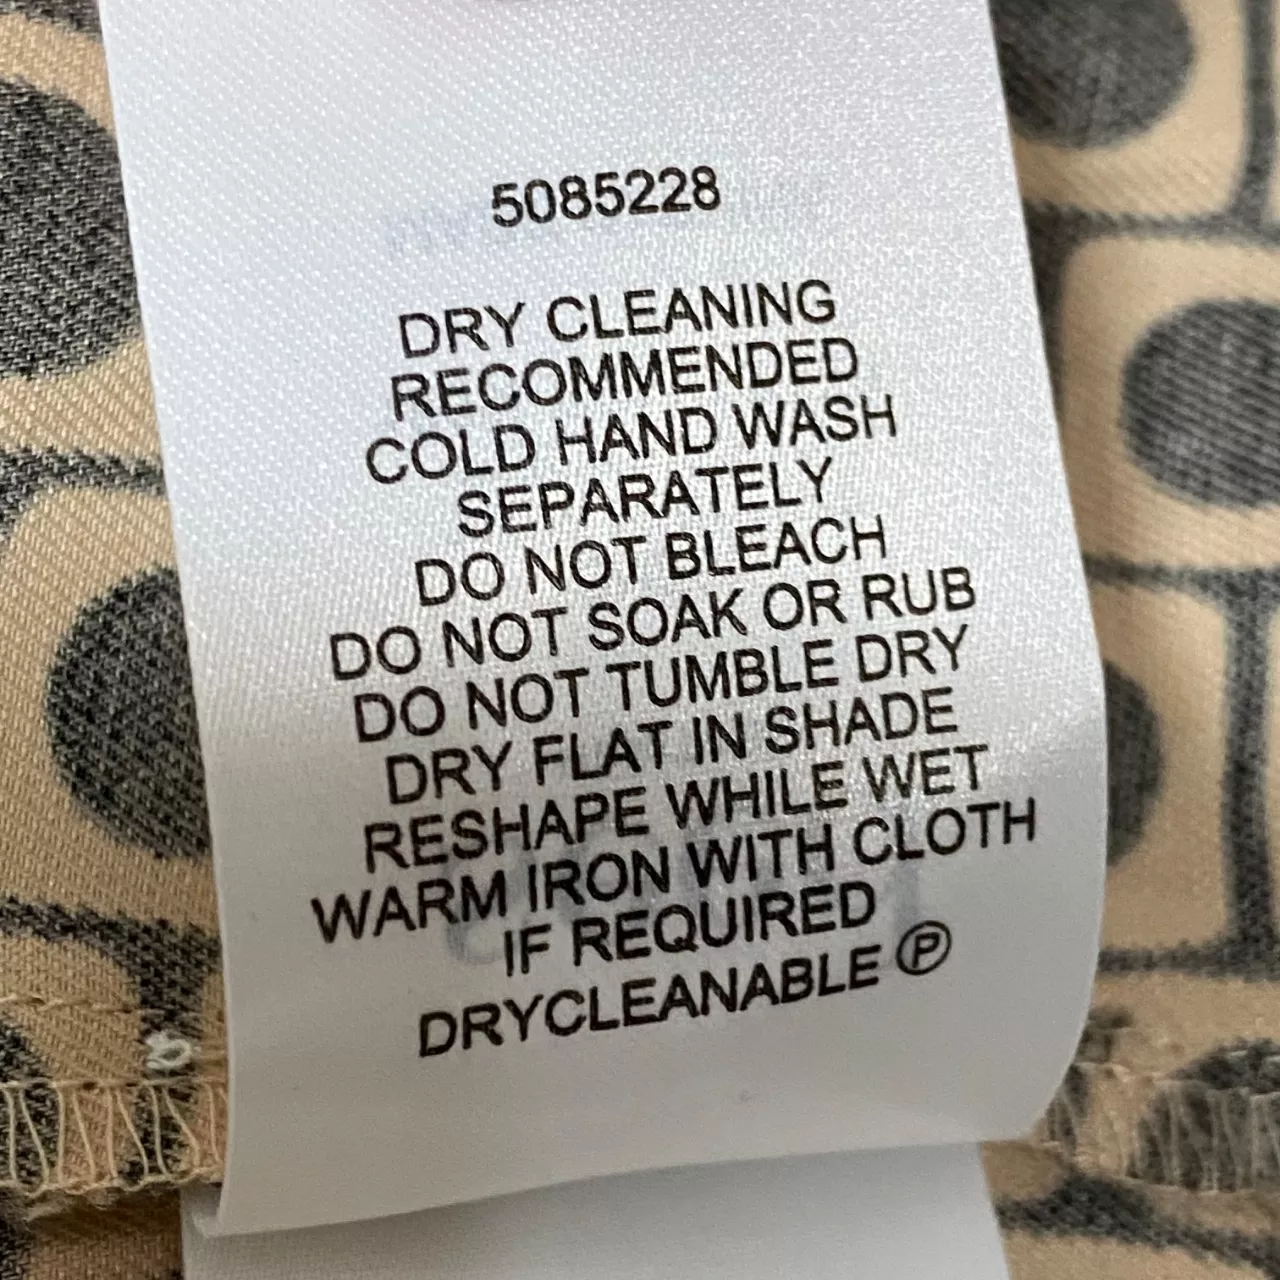 5085228
DRY CLEANING
RECOMMENDED
COLD HAND WASH
SEPARATELY
DO NOT BLEACH
DO NOT SOAK OR RUB
DO NOT TUMBLE DRY
DRY FLAT IN SHADE
RESHAPE WHILE WET
WARM IRON WITH CLOTH
IF REQUIRED
DRYCLEANABLE Ⓟ